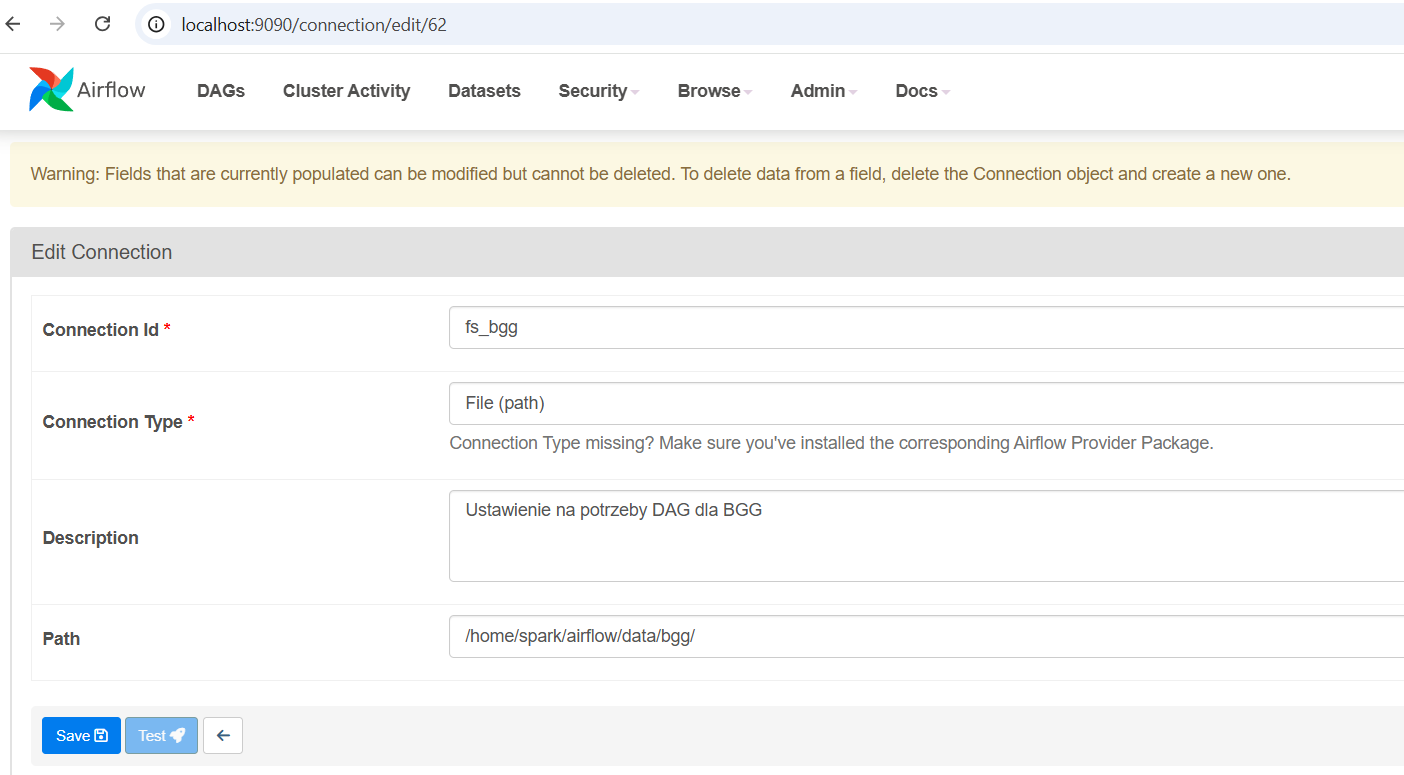 localhost:9090/connection/edit/62
Airflow DAGs Cluster Activity Datasets Security Browse Admin Docs
Warning: Fields that are currently populated can be modified but cannot be deleted. To delete data from a field, delete the Connection object and create a new one.
Edit Connection
Connection Id * fs_bgg
Connection Type * File (path)
Connection Type missing? Make sure you've installed the corresponding Airflow Provider Package.
Description Ustawienie na potrzeby DAG dla BGG
Path /home/spark/airflow/data/bgg/
Save Test